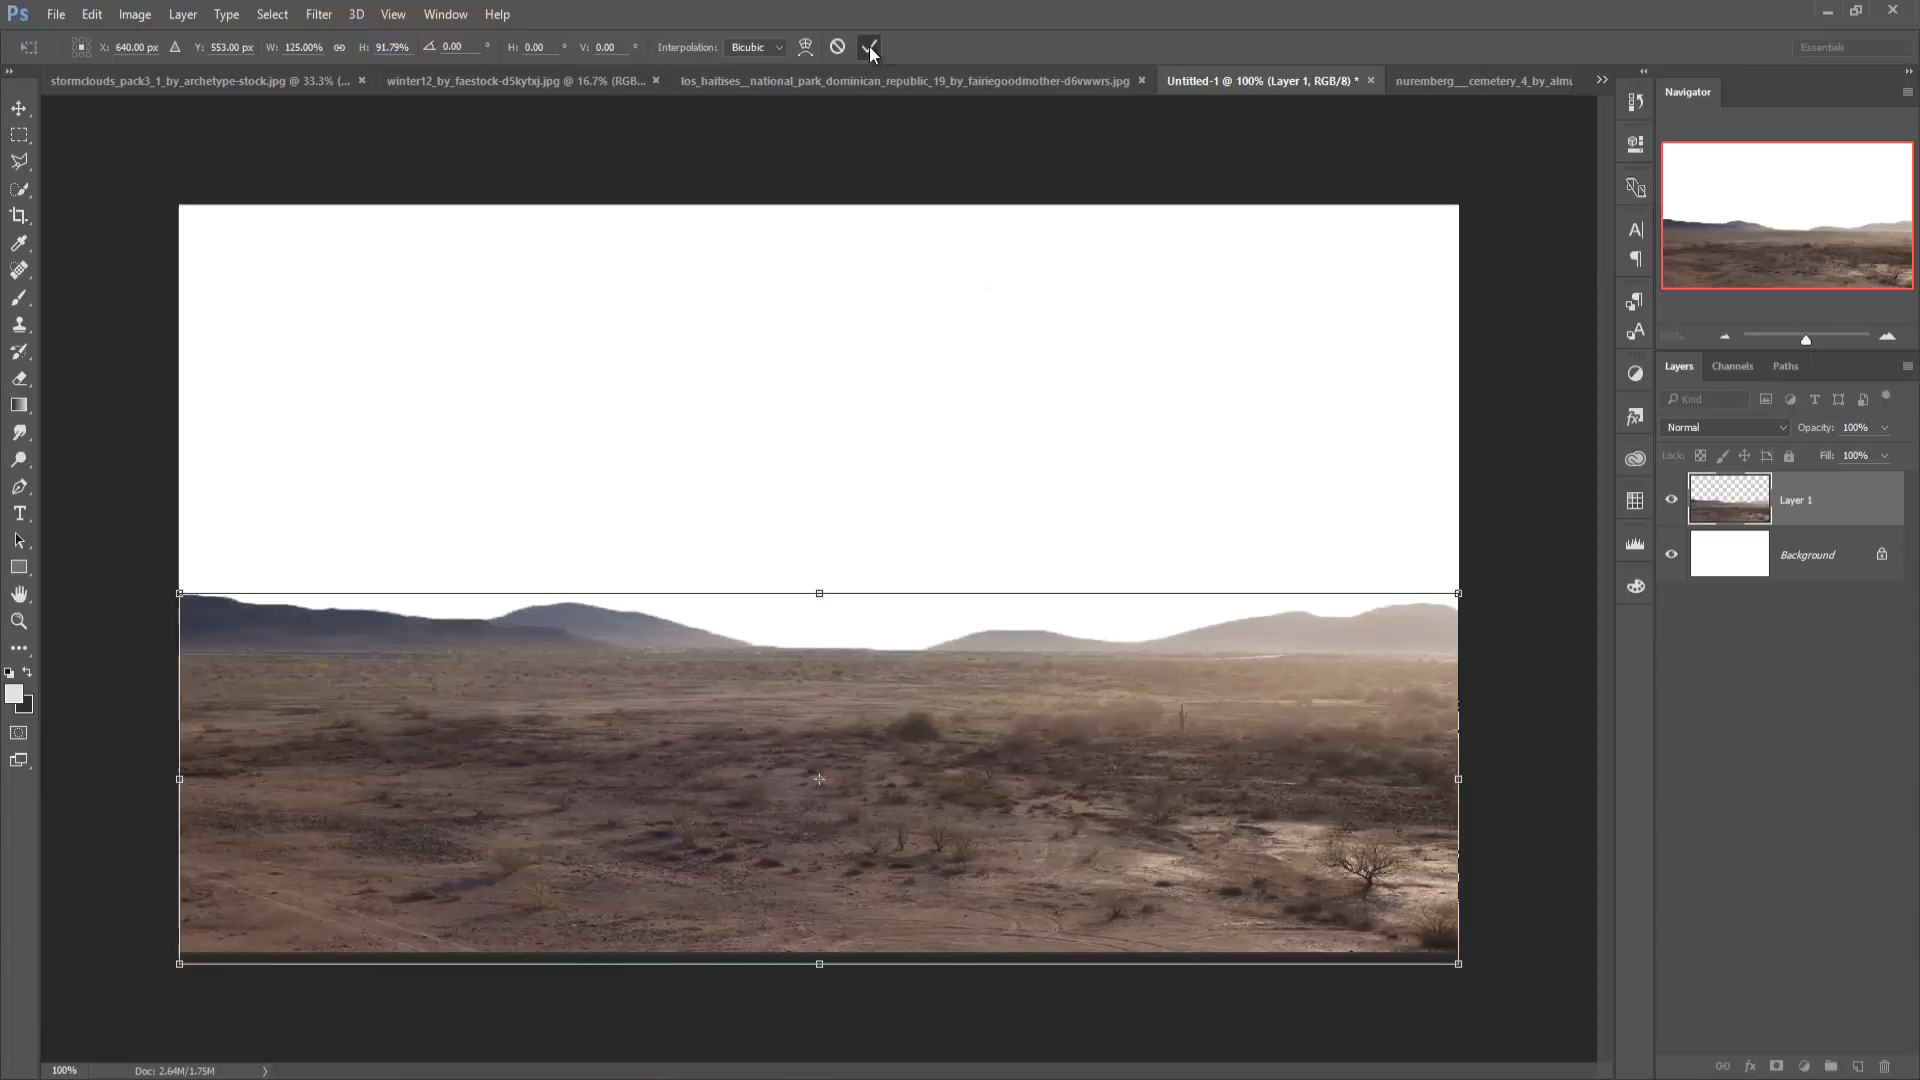 Ps File Edit Image Layer Type Select Filter 3D View Window Help
X: 640.00 px Y: 553.00 px W: 125.00% H: 91.79% 0.00 ° H: 0.00 ° V: 0.00 ° Interpolation: Bicubic Essentials
stormclouds_pack3_1_by_archetype-stock.jpg @ 33.3% (... × winter12_by_faestock-d5kytxj.jpg @ 16.7% (RGB... × los_haitises__national_park_dominican_republic_19_by_fairiegoodmother-d6vwwrs.jpg × Untitled-1 @ 100% (Layer 1, RGB/8) * × nuremberg__cemetery_4_by_almu
Navigator
Layers Channels Paths
Kind
Normal Opacity: 100%
Lock: Fill: 100%
Layer 1
Background
100% Doc: 2.64M/1.75M